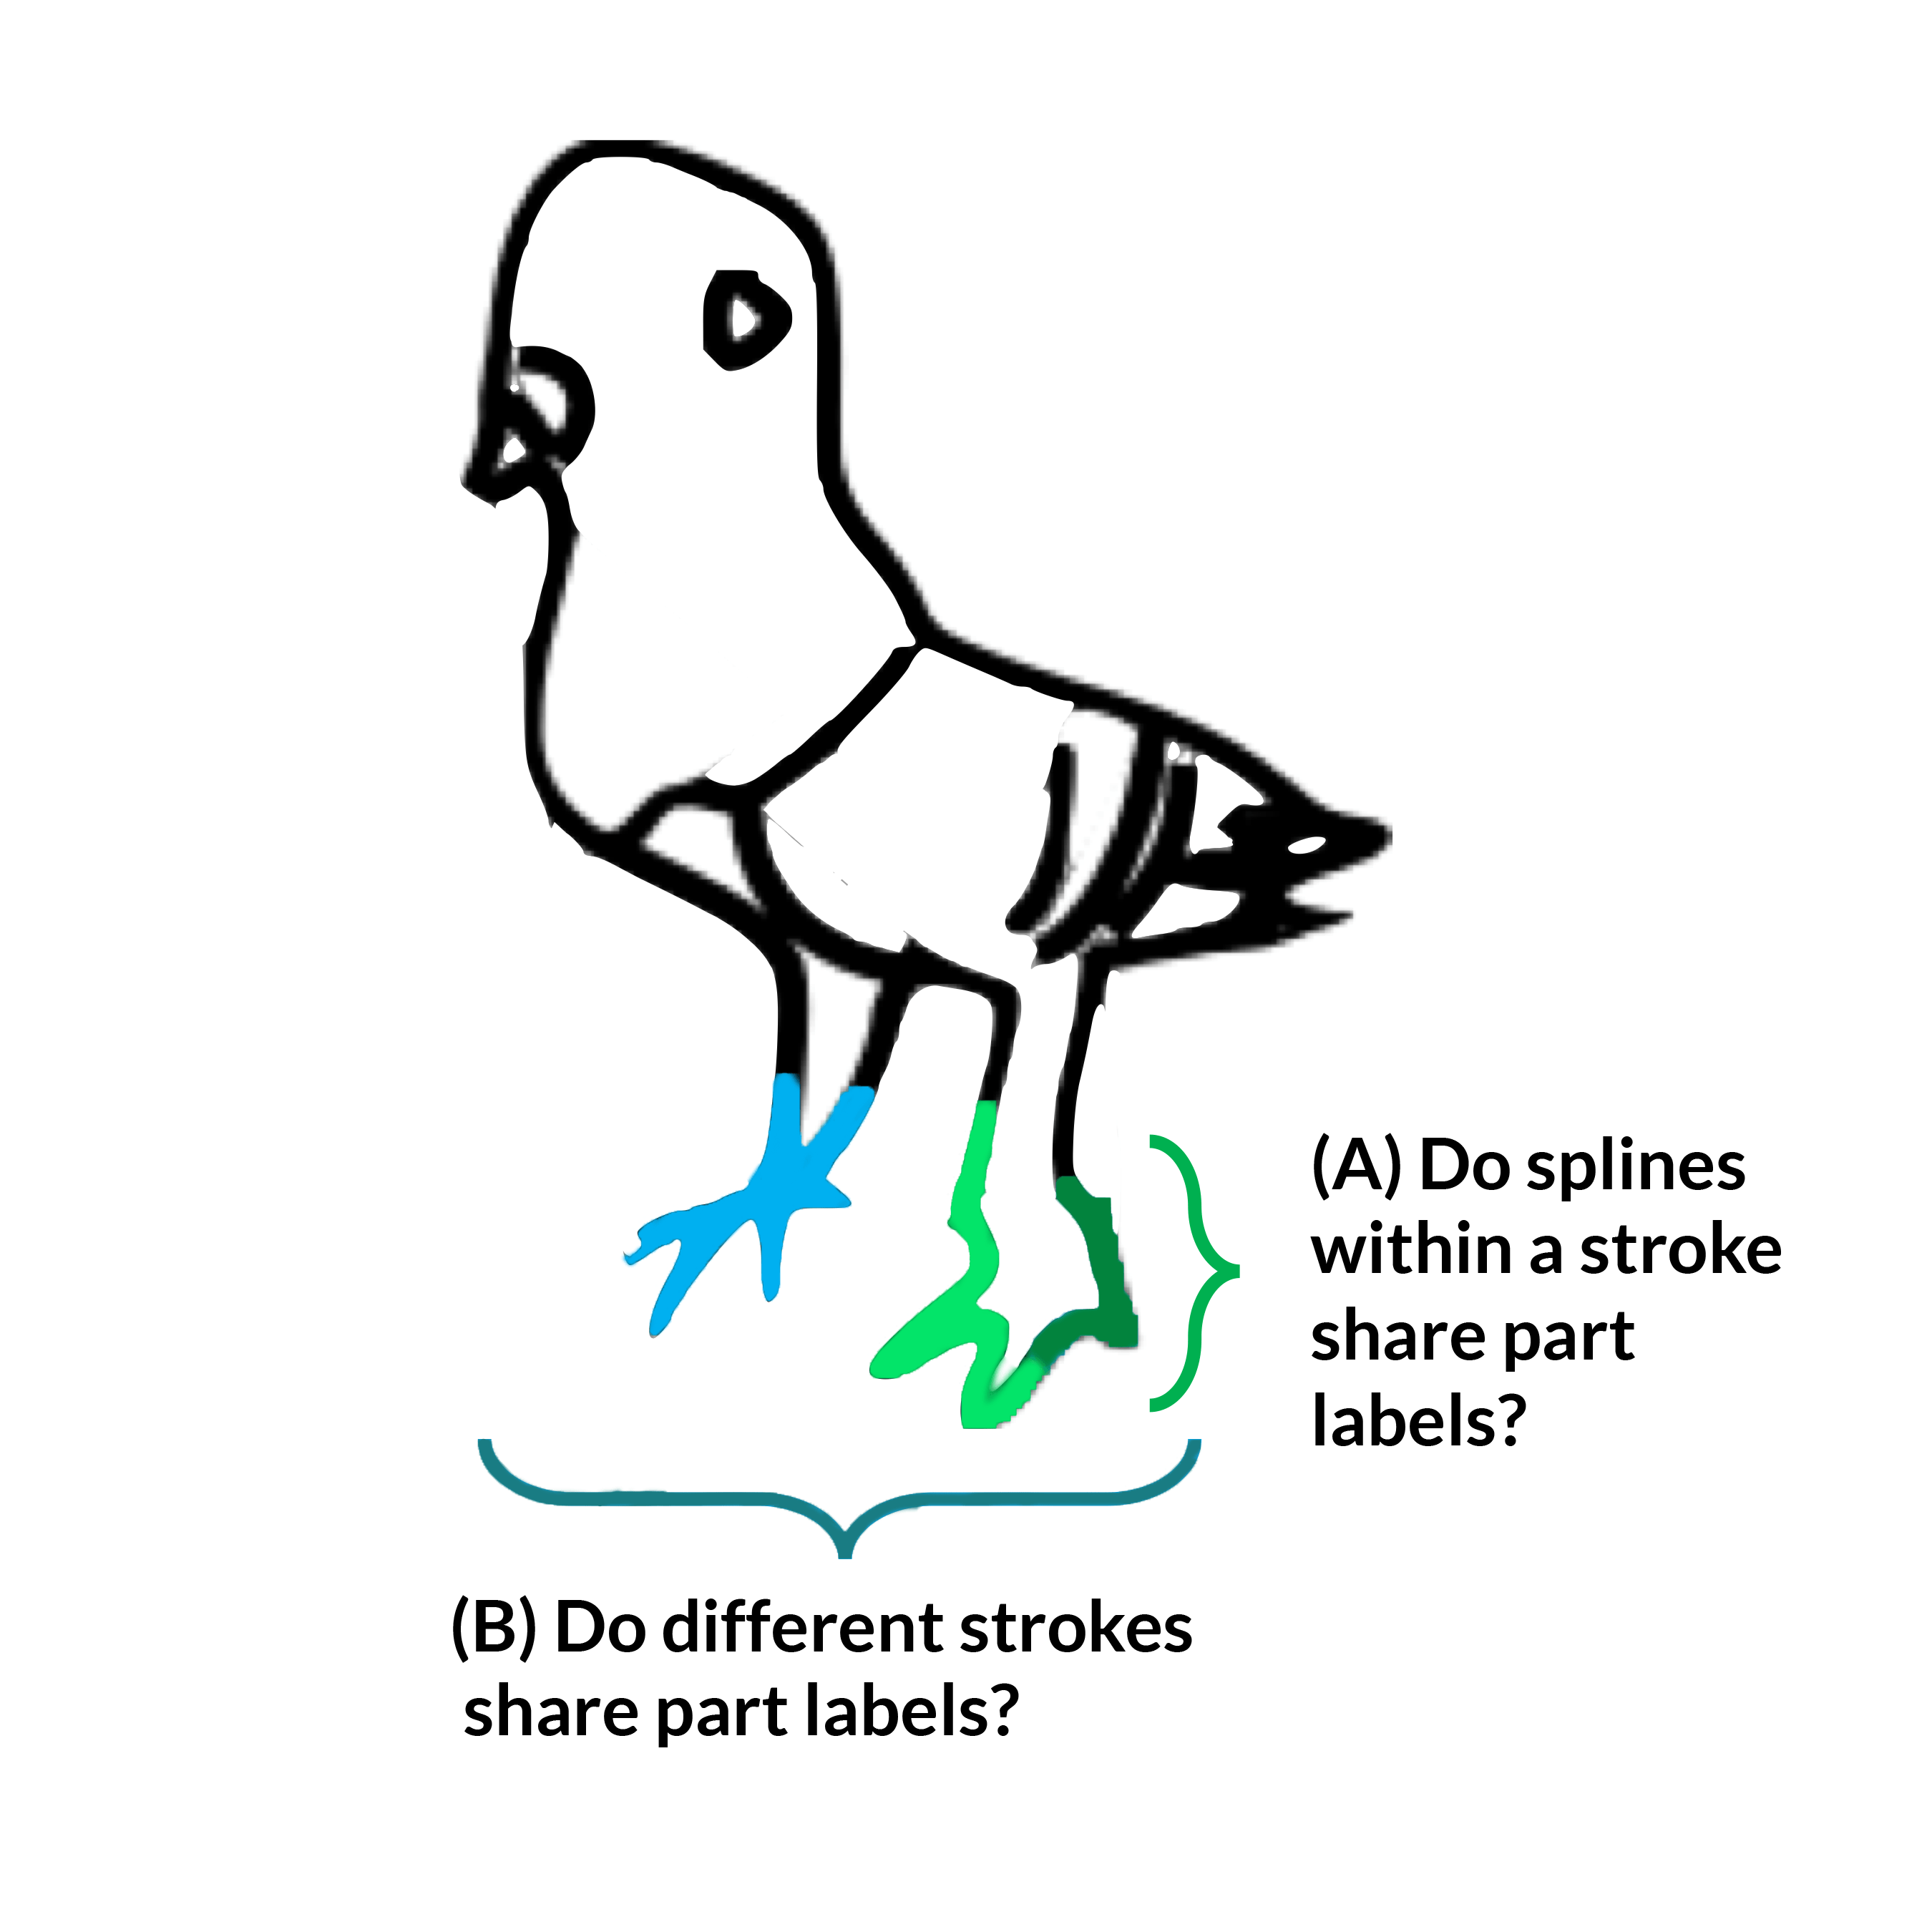 (A) Do splines
within a stroke
share part
labels?
(B) Do different strokes
share part labels?